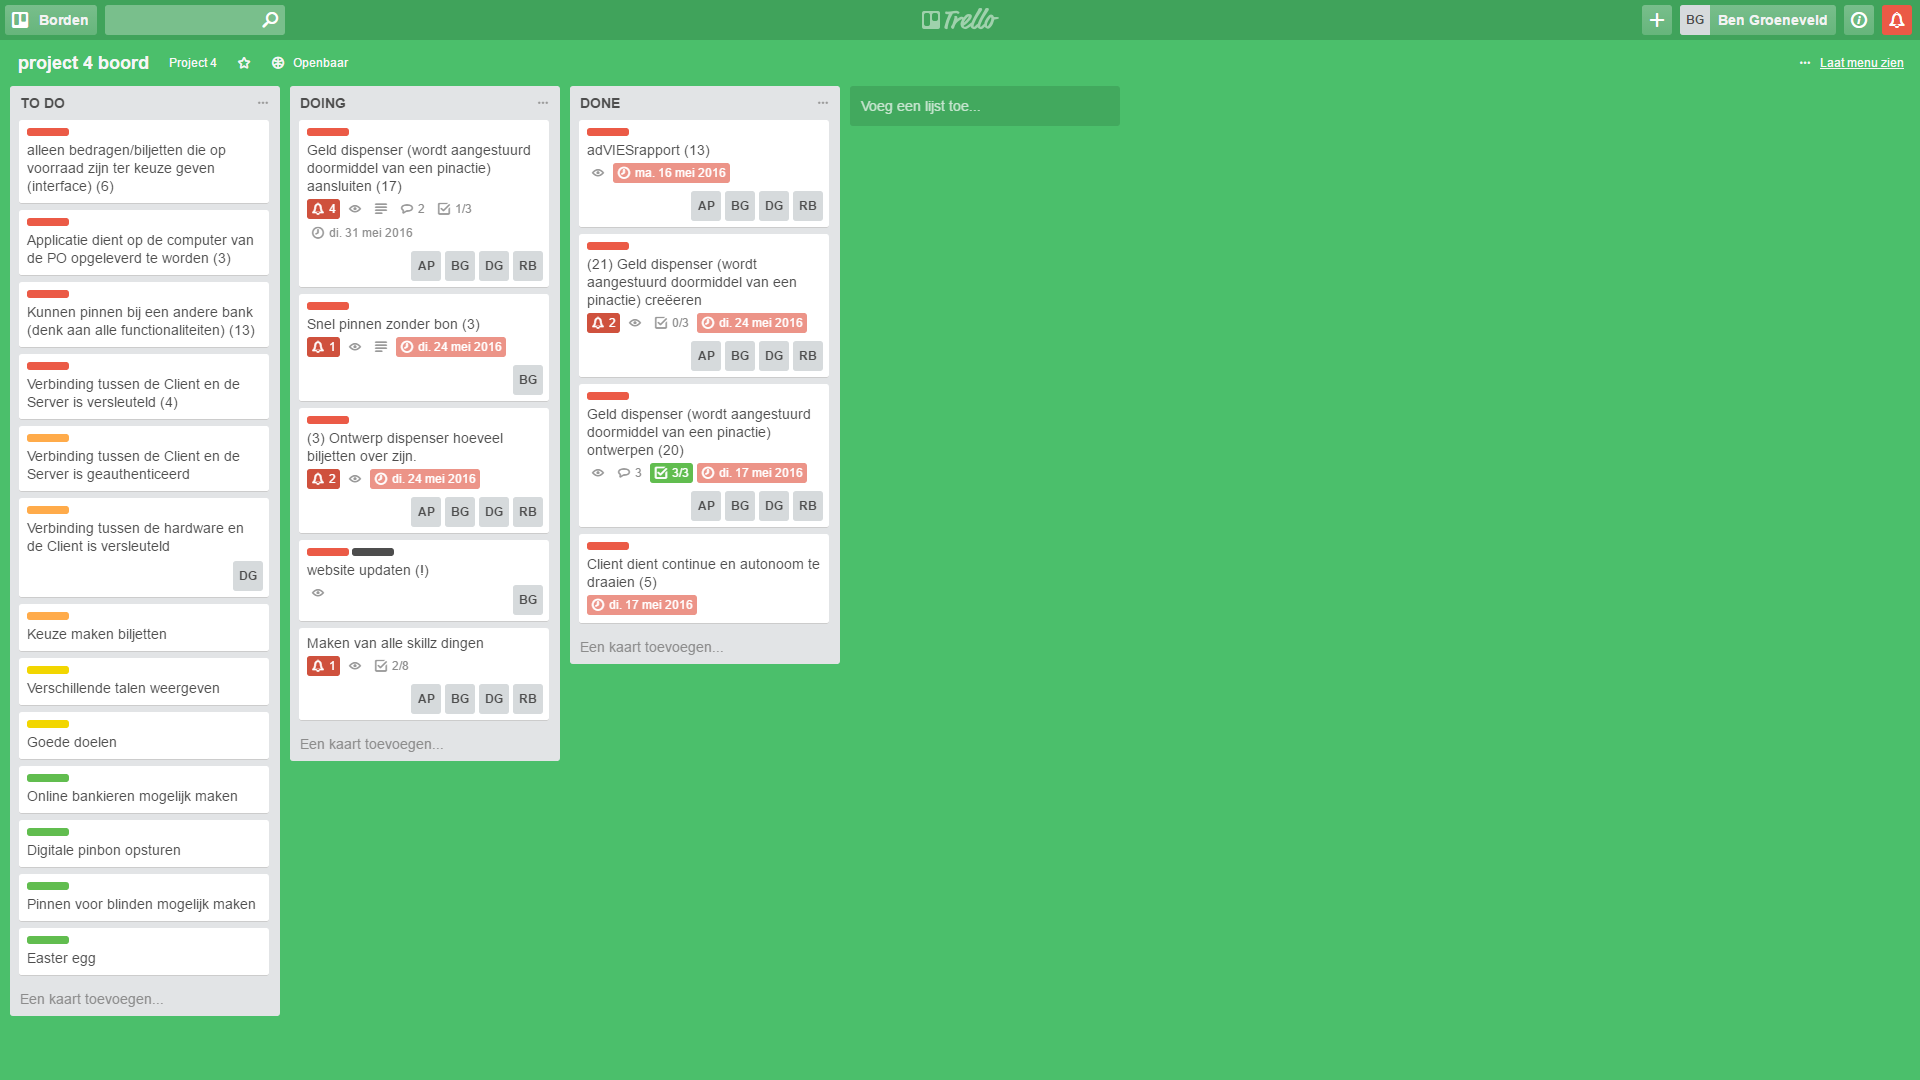 Borden
Trello
BG Ben Groeneveld
project 4 boord Project 4 Openbaar
... Laat menu zien
TO DO
alleen bedragen/biljetten die op
voorraad zijn ter keuze geven
(interface) (6)
Applicatie dient op de computer van
de PO opgeleverd te worden (3)
Kunnen pinnen bij een andere bank
(denk aan alle functionaliteiten) (13)
Verbinding tussen de Client en de
Server is versleuteld (4)
Verbinding tussen de Client en de
Server is geauthenticeerd
Verbinding tussen de hardware en
de Client is versleuteld
DG
Keuze maken biljetten
Verschillende talen weergeven
Goede doelen
Online bankieren mogelijk maken
Digitale pinbon opsturen
Pinnen voor blinden mogelijk maken
Easter egg
Een kaart toevoegen...
DOING
Geld dispenser (wordt aangestuurd
doormiddel van een pinactie)
aansluiten (17)
4 2 1/3
di. 31 mei 2016
AP BG DG RB
Snel pinnen zonder bon (3)
1 di. 24 mei 2016
BG
(3) Ontwerp dispenser hoeveel
biljetten over zijn.
2 di. 24 mei 2016
AP BG DG RB
website updaten (!)
BG
Maken van alle skillz dingen
1 2/8
AP BG DG RB
Een kaart toevoegen...
DONE
adVIESrapport (13)
ma. 16 mei 2016
AP BG DG RB
(21) Geld dispenser (wordt
aangestuurd doormiddel van een
pinactie) creëeren
2 0/3 di. 24 mei 2016
AP BG DG RB
Geld dispenser (wordt aangestuurd
doormiddel van een pinactie)
ontwerpen (20)
3 3/3 di. 17 mei 2016
AP BG DG RB
Client dient continue en autonoom te
draaien (5)
di. 17 mei 2016
Een kaart toevoegen...
Voeg een lijst toe...